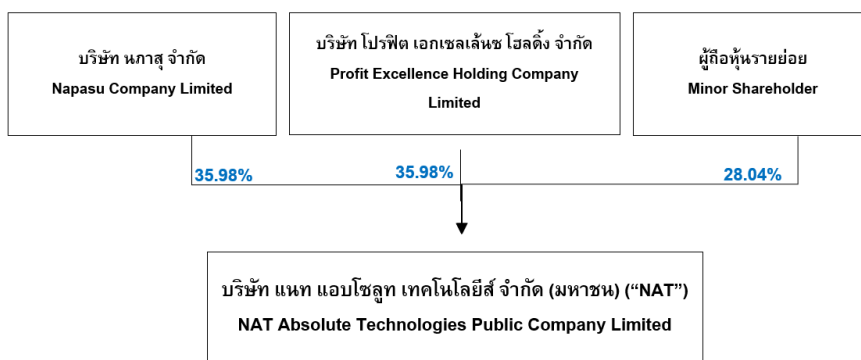 บริษัท นภาสุ จำกัด
Napasu Company Limited
บริษัท โปรฟิต เอกเซลเล้นซ โฮลดิ้ง จำกัด
Profit Excellence Holding Company
Limited
ผู้ถือหุ้นรายย่อย
Minor Shareholder
35.98%
35.98%
28.04%
บริษัท แนท แอบโซลูท เทคโนโลยีส์ จำกัด (มหาชน) (“NAT”)
NAT Absolute Technologies Public Company Limited